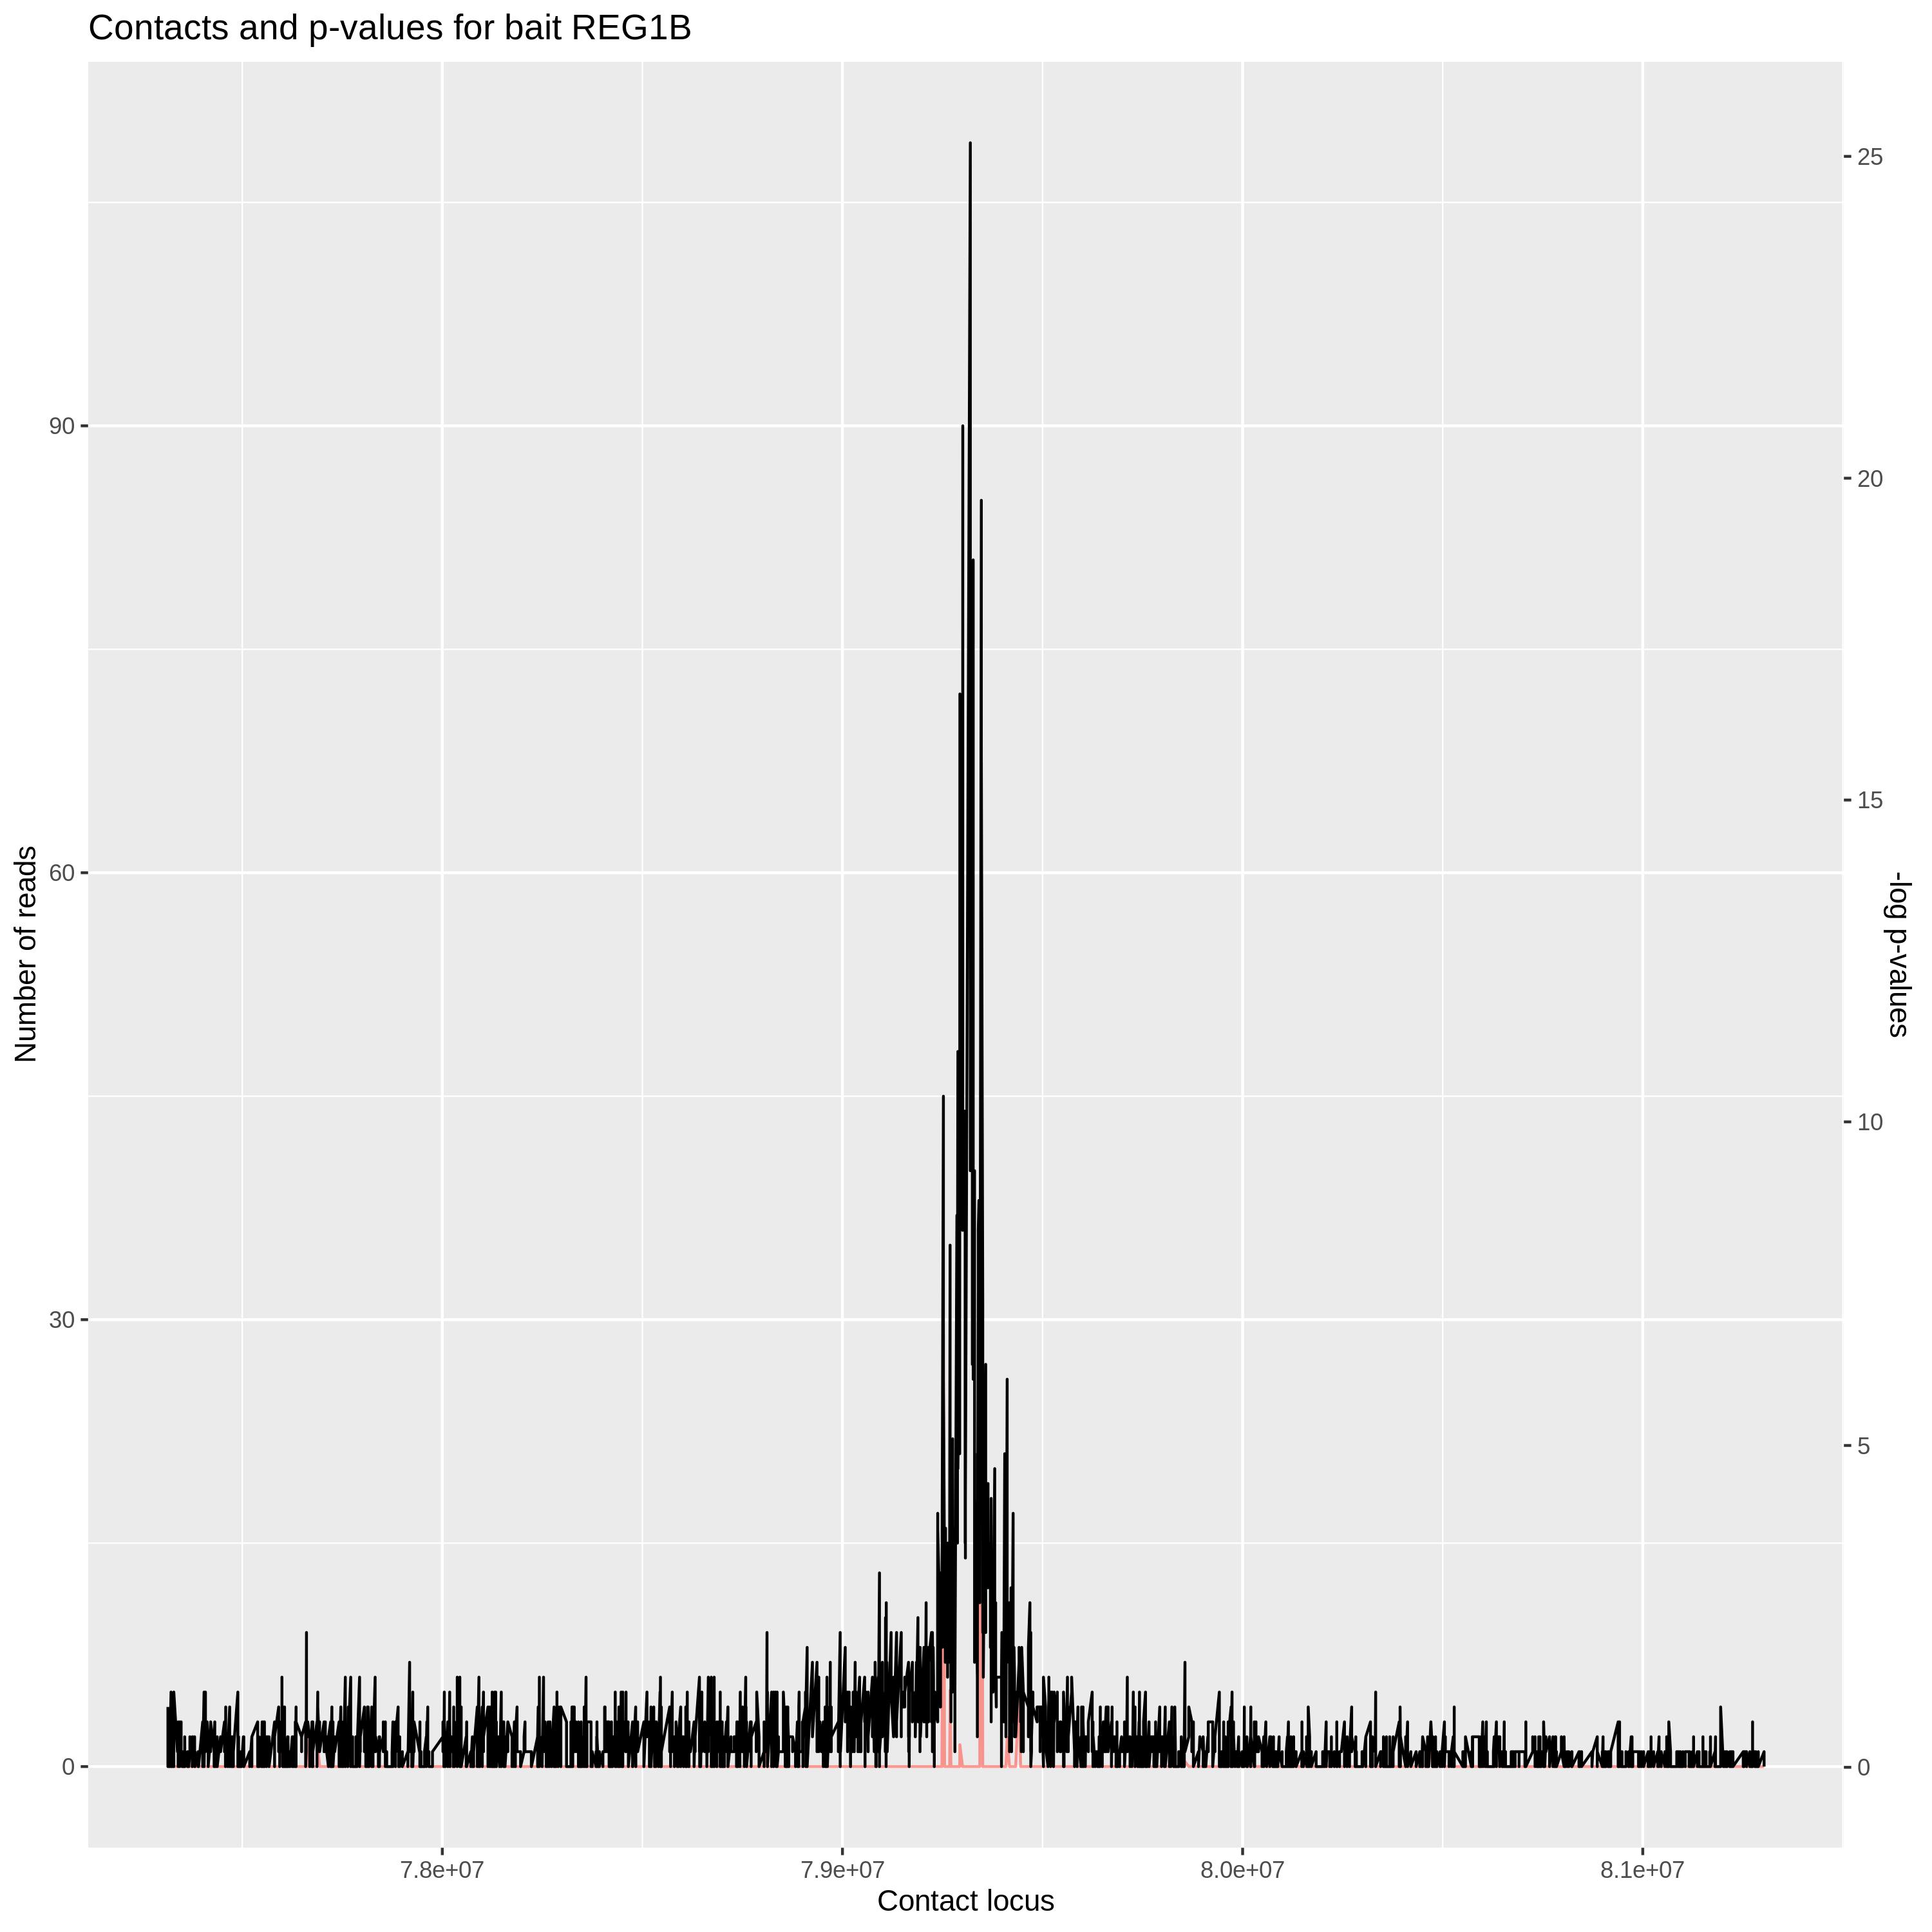 Contacts and p-values for bait REG1B
90
60
30
0
25
20
15
10
5
0
Number of reads
-log p-values
7.8e+07
7.9e+07
8.0e+07
8.1e+07
Contact locus